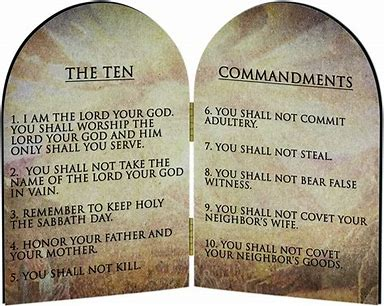 THE TEN
1. I AM THE LORD YOUR GOD.
YOU SHALL WORSHIP THE
LORD YOUR GOD AND HIM
ONLY SHALL YOU SERVE.
2. YOU SHALL NOT TAKE THE
NAME OF THE LORD YOUR GOD
IN VAIN.
3. REMEMBER TO KEEP HOLY
THE SABBATH DAY.
4. HONOR YOUR FATHER AND
YOUR MOTHER.
5. YOU SHALL NOT KILL.
COMMANDMENTS
6. YOU SHALL NOT COMMIT
ADULTERY.
7. YOU SHALL NOT STEAL.
8. YOU SHALL NOT BEAR FALSE
WITNESS.
9. YOU SHALL NOT COVET YOUR
NEIGHBOR'S WIFE.
10. YOU SHALL NOT COVET
YOUR NEIGHBOR'S GOODS.